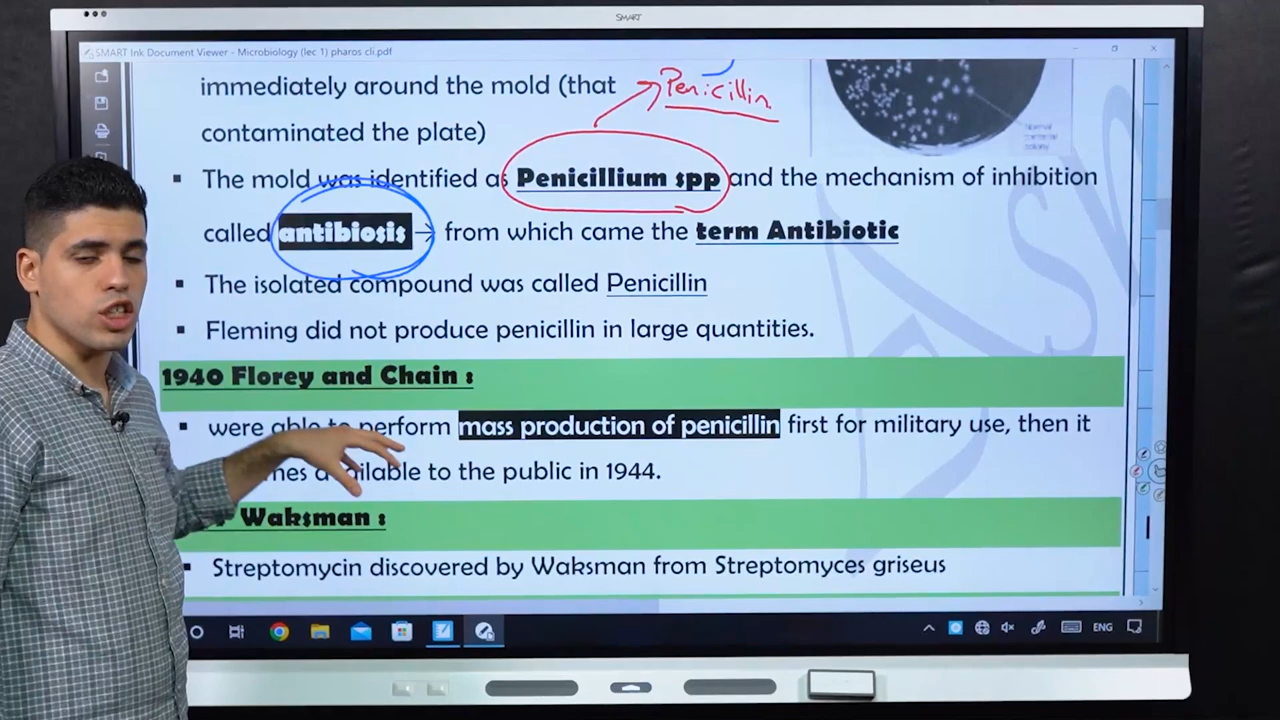 SMART
SMART Ink Document Viewer - Microbiology (lec 1) pharos cli.pdf
immediately around the mold (that
Penicillin
contaminated the plate)
Normal
bacterial
colony
The mold was identified as Penicillium spp and the mechanism of inhibition
called antibiosis → from which came the term Antibiotic
The isolated compound was called Penicillin
Fleming did not produce penicillin in large quantities.
1940 Florey and Chain :
were able to perform mass production of penicillin first for military use, then it
available to the public in 1944.
Waksman :
Streptomycin discovered by Waksman from Streptomyces griseus
ENG